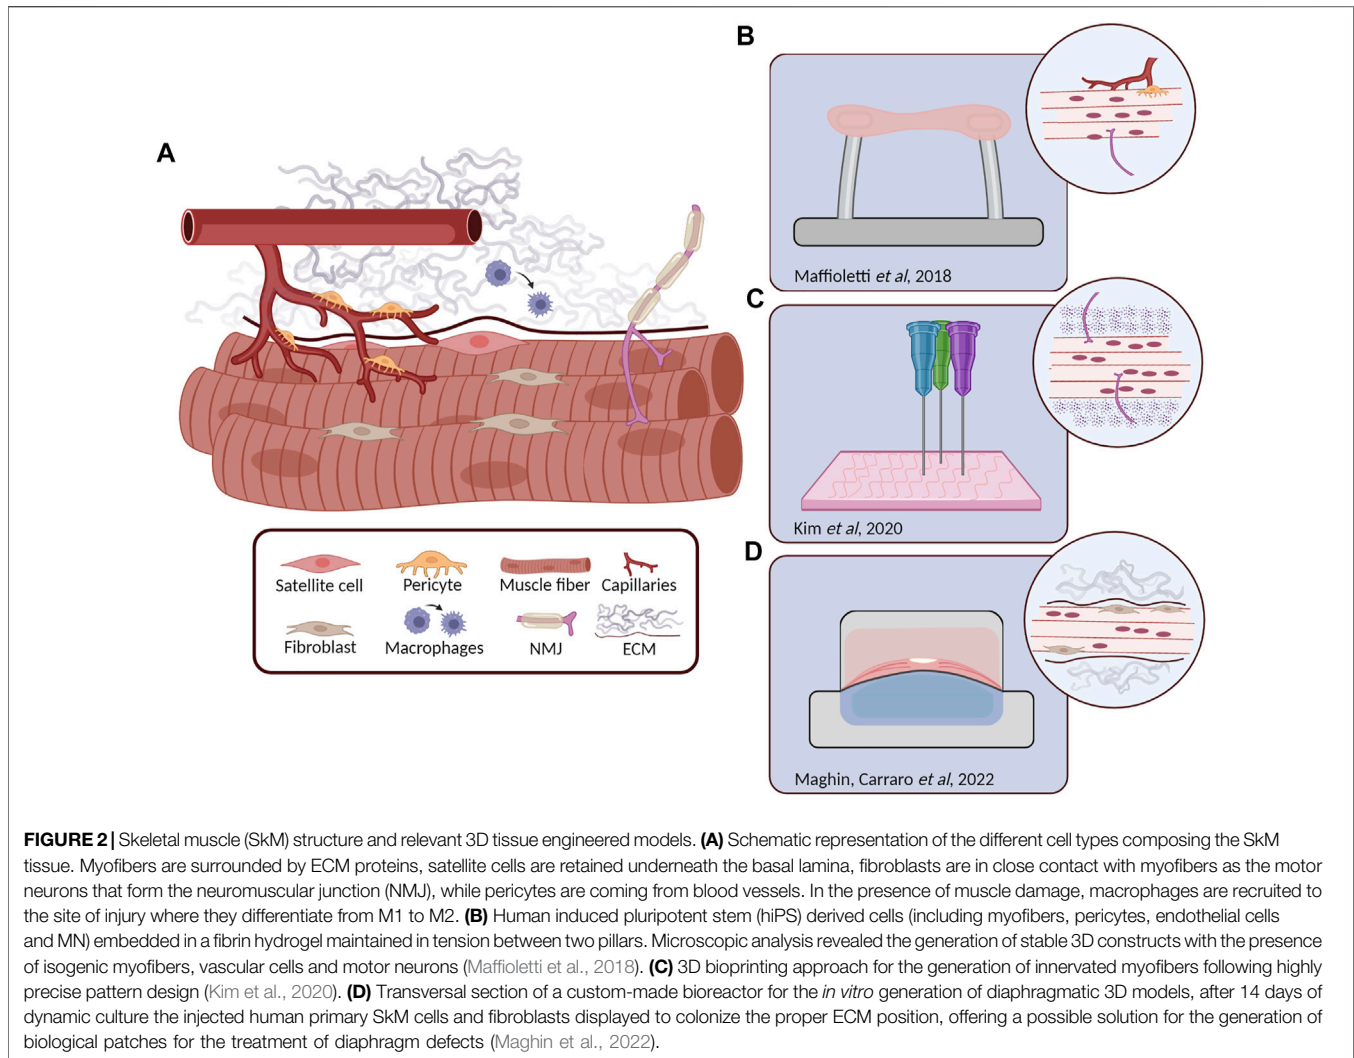 A
B
Maffioletti et al, 2018
C
Kim et al, 2020
D
Maghin, Carraro et al, 2022
Satellite cell
Pericyte
Muscle fiber
Capillaries
Fibroblast
Macrophages
NMJ
ECM
FIGURE 2 | Skeletal muscle (SkM) structure and relevant 3D tissue engineered models. (A) Schematic representation of the different cell types composing the SkM
tissue. Myofibers are surrounded by ECM proteins, satellite cells are retained underneath the basal lamina, fibroblasts are in close contact with myofibers as the motor
neurons that form the neuromuscular junction (NMJ), while pericytes are coming from blood vessels. In the presence of muscle damage, macrophages are recruited to
the site of injury where they differentiate from M1 to M2. (B) Human induced pluripotent stem (hiPS) derived cells (including myofibers, pericytes, endothelial cells
and MN) embedded in a fibrin hydrogel maintained in tension between two pillars. Microscopic analysis revealed the generation of stable 3D constructs with the presence
of isogenic myofibers, vascular cells and motor neurons (Maffioletti et al., 2018). (C) 3D bioprinting approach for the generation of innervated myofibers following highly
precise pattern design (Kim et al., 2020). (D) Transversal section of a custom-made bioreactor for the in vitro generation of diaphragmatic 3D models, after 14 days of
dynamic culture the injected human primary SkM cells and fibroblasts displayed to colonize the proper ECM position, offering a possible solution for the generation of
biological patches for the treatment of diaphragm defects (Maghin et al., 2022).